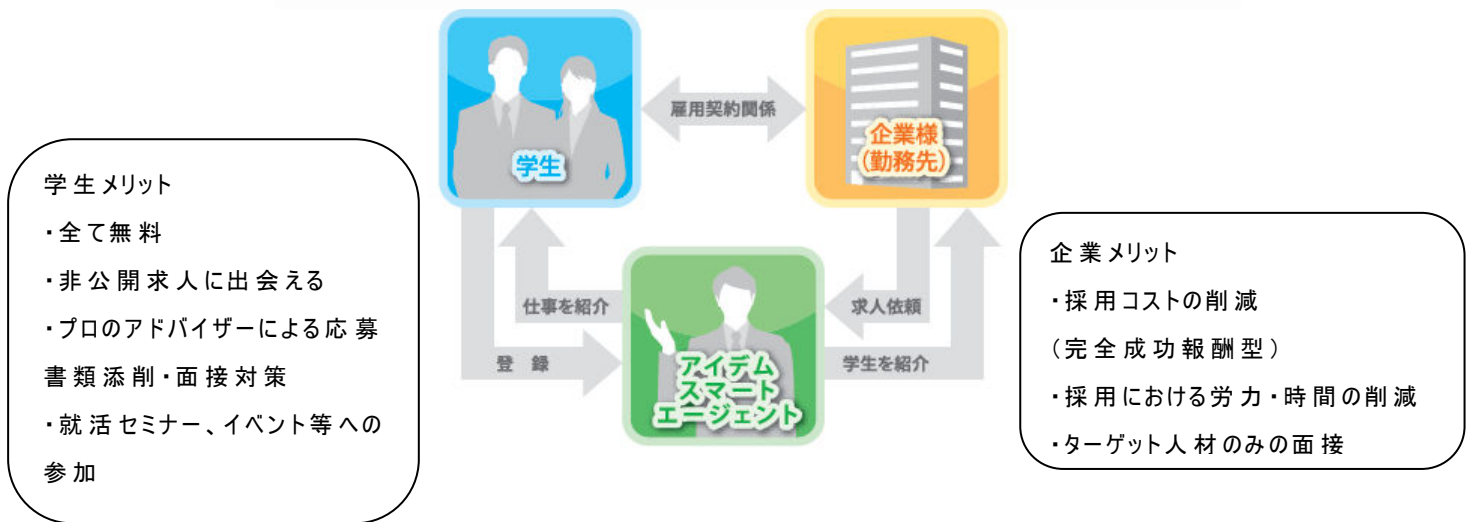 雇用契約関係
学生
企業様
(勤務先)
学生メリット
・全て無料
・非公開求人に出会える
・プロのアドバイザーによる応募
書類添削・面接対策
・就活セミナー、イベント等への
参加
仕事を紹介
登 録
求人依頼
学生を紹介
アイデム
スマート
エージェント
企業メリット
・採用コストの削減
(完全成功報酬型)
・採用における労力・時間の削減
・ターゲット人材のみの面接